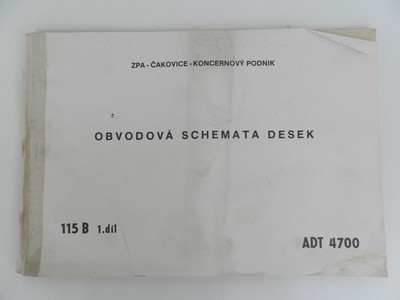 ZPA-ČAKOVICE-KONCERNOVÝ PODNIK
OBVODOVÁ SCHEMATA DESEK
115 B 1.díl
ADT 4700